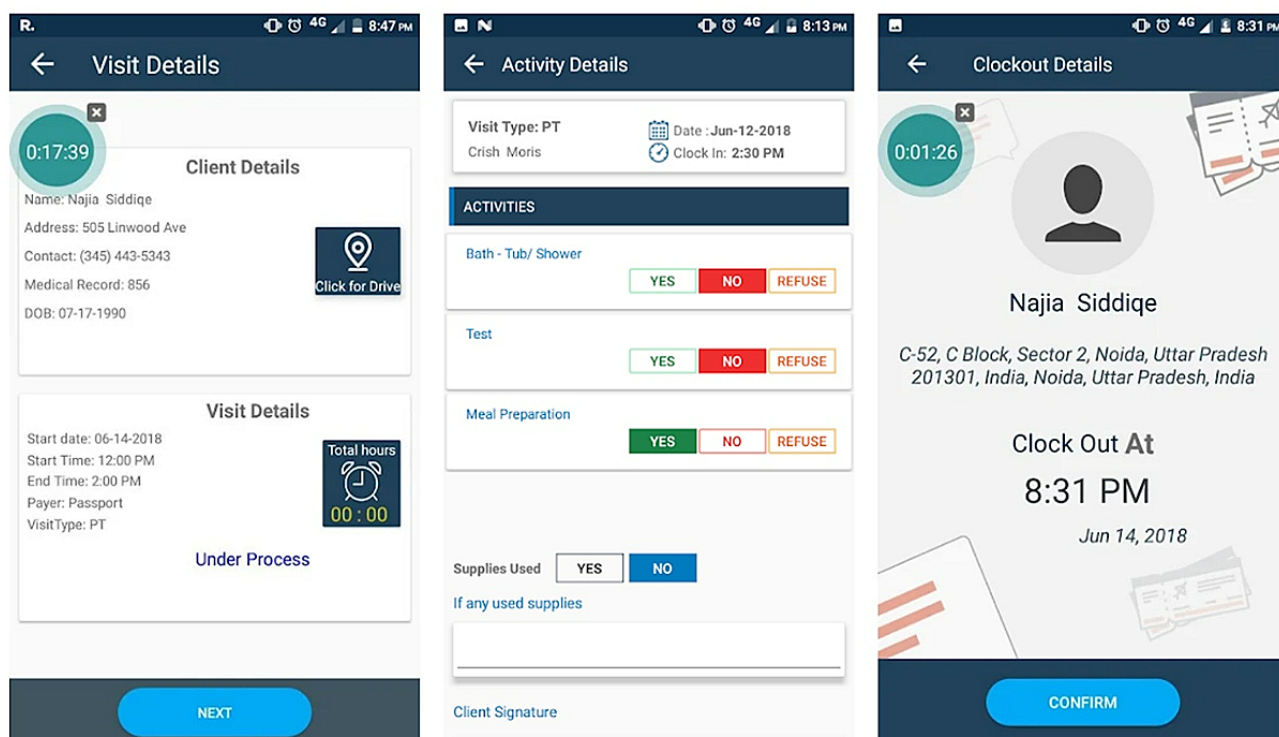 R. 4G 8:47 PM
Visit Details
0:17:39
Client Details
Name: Najia Siddiqe
Address: 505 Linwood Ave
Contact: (345) 443-5343
Medical Record: 856
DOB: 07-17-1990
Click for Drive
Visit Details
Start date: 06-14-2018
Start Time: 12:00 PM
End Time: 2:00 PM
Payer: Passport
VisitType: PT
Total hours
00 : 00
Under Process
NEXT
N 4G 8:13 PM
Activity Details
Visit Type: PT
Crish Moris
Date : Jun-12-2018
Clock In: 2:30 PM
ACTIVITIES
Bath - Tub/ Shower
YES NO REFUSE
Test
YES NO REFUSE
Meal Preparation
YES NO REFUSE
Supplies Used YES NO
If any used supplies
Client Signature
4G 8:31 PM
Clockout Details
0:01:26
Najia Siddiqe
C-52, C Block, Sector 2, Noida, Uttar Pradesh
201301, India, Noida, Uttar Pradesh, India
Clock Out At
8:31 PM
Jun 14, 2018
CONFIRM